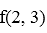 f(2, 3)